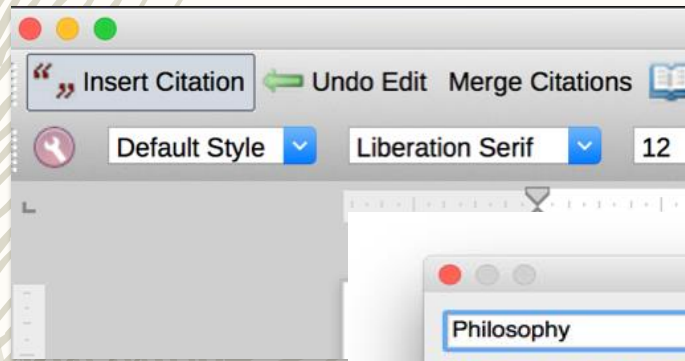 “ ” Insert Citation Undo Edit Merge Citations
Default Style Liberation Serif 12
Philosophy